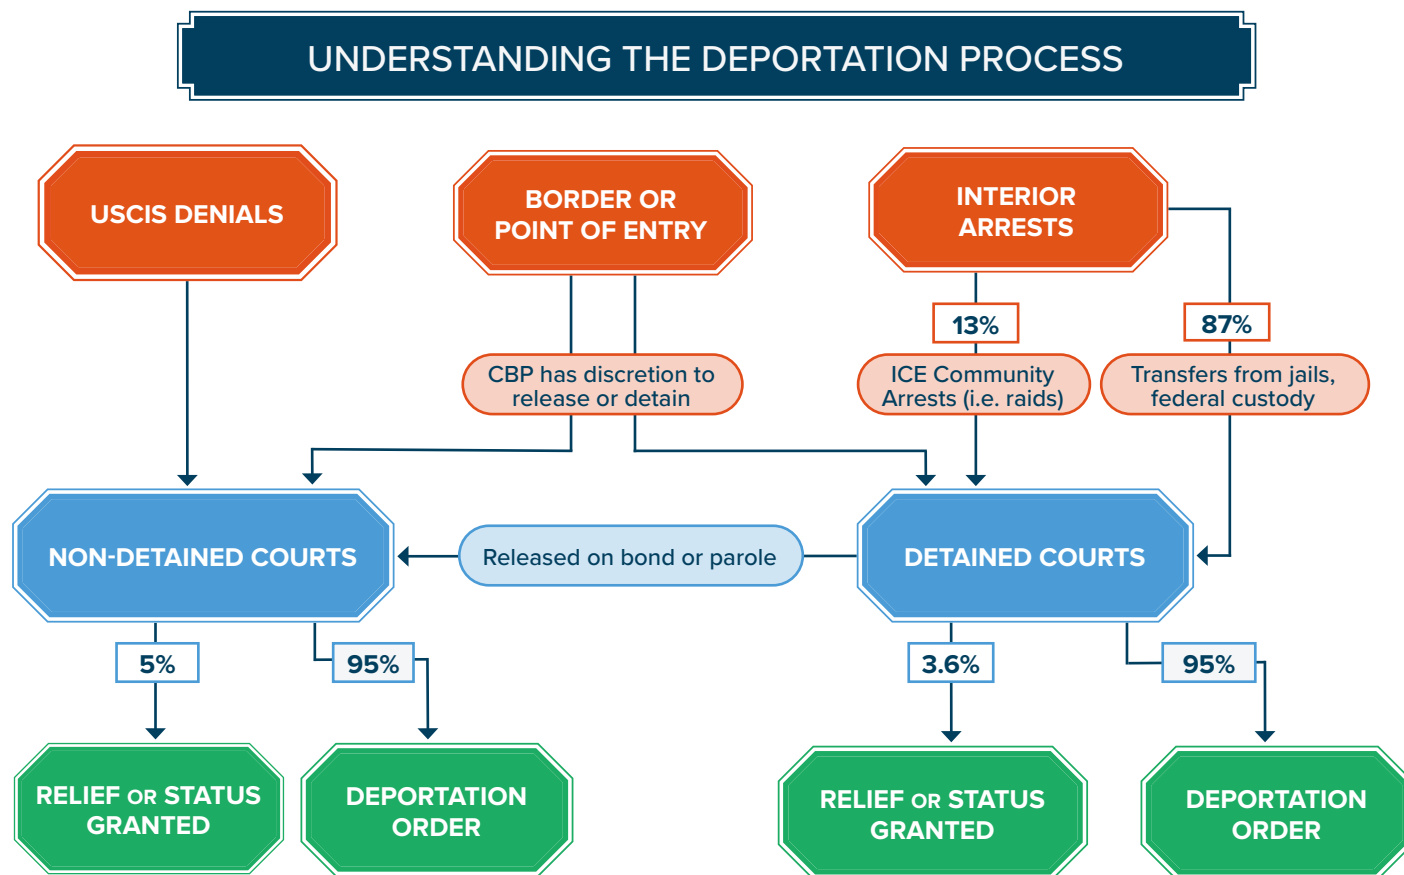 UNDERSTANDING THE DEPORTATION PROCESS
USCIS DENIALS
BORDER OR
POINT OF ENTRY
INTERIOR
ARRESTS
13%
87%
CBP has discretion to
release or detain
ICE Community
Arrests (i.e. raids)
Transfers from jails,
federal custody
NON-DETAINED COURTS
Released on bond or parole
DETAINED COURTS
5%
95%
3.6%
95%
RELIEF OR STATUS
GRANTED
DEPORTATION
ORDER
RELIEF OR STATUS
GRANTED
DEPORTATION
ORDER